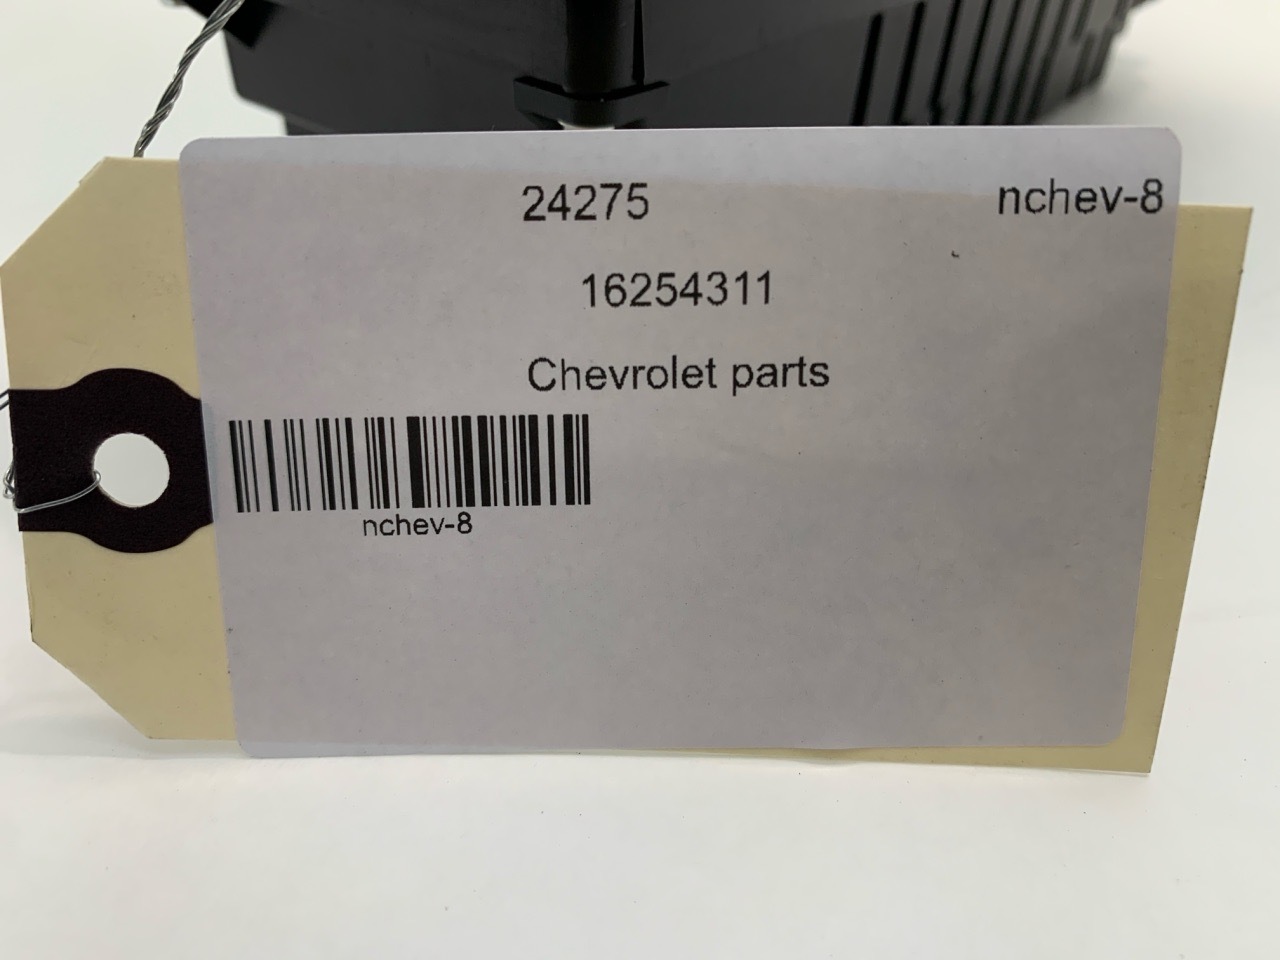 24275
nchev-8
16254311
Chevrolet parts
nchev-8